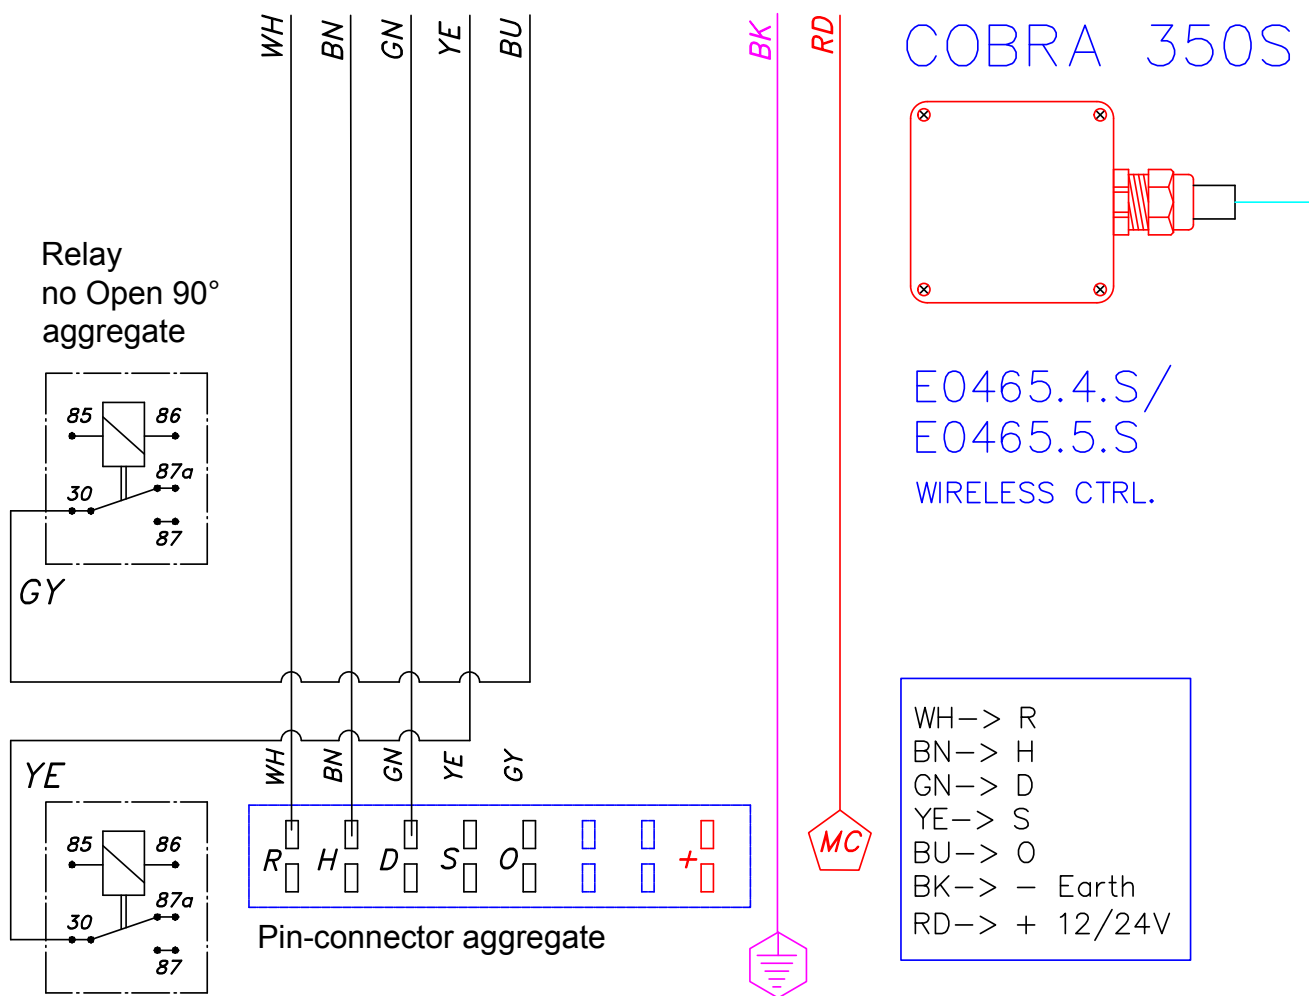 WH BN GN YE BU BK RD
COBRA 350S
Relay
no Open 90°
aggregate
85 86
87a
30
87
GY
E0465.4.S/
E0465.5.S
WIRELESS CTRL.
WH BN GN YE GY
YE
85 86
87a
30
87
R H D S O +
MC
Pin-connector aggregate
WH-> R
BN-> H
GN-> D
YE-> S
BU-> O
BK-> - Earth
RD-> + 12/24V